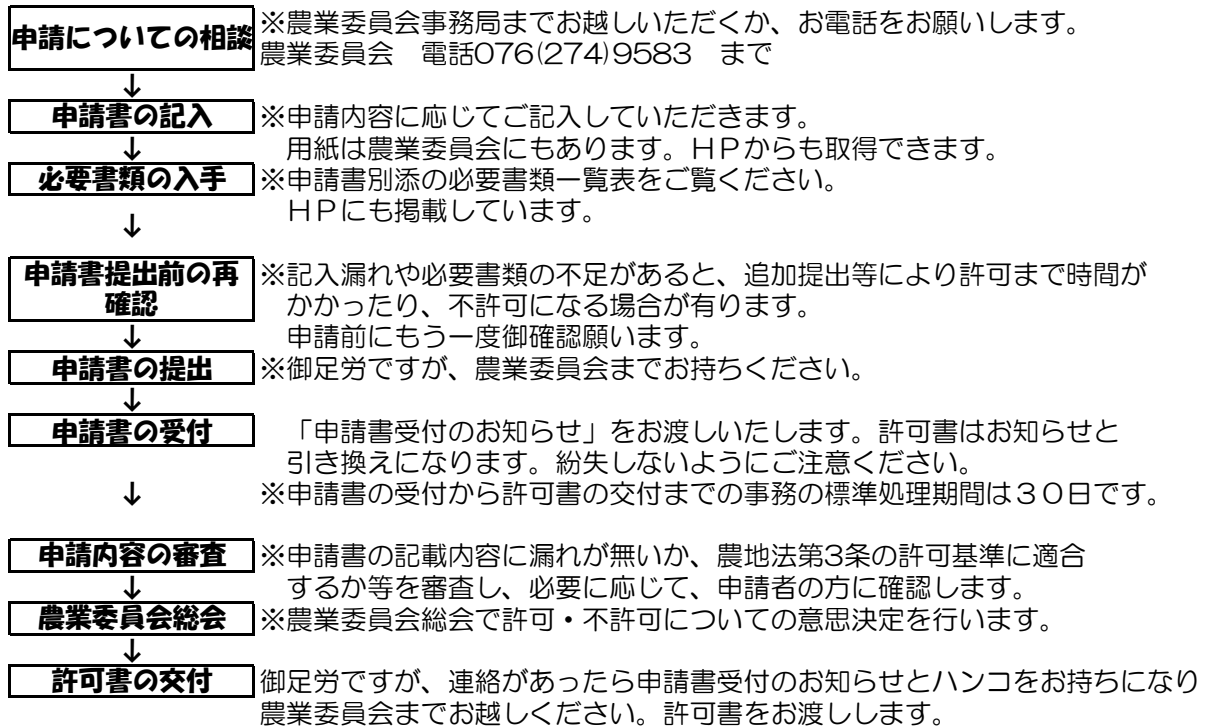 申請についての相談
※農業委員会事務局までお越しいただくか、お電話をお願いします。
農業委員会　電話076(274)9583　まで
↓
申請書の記入
※申請内容に応じてご記入していただきます。
↓
用紙は農業委員会にもあります。HPからも取得できます。
必要書類の入手
※申請書別添の必要書類一覧表をご覧ください。
HPにも掲載しています。
↓
申請書提出前の再
確認
※記入漏れや必要書類の不足があると、追加提出等により許可まで時間が
かかったり、不許可になる場合が有ります。
↓
申請前にもう一度御確認願います。
申請書の提出
※御足労ですが、農業委員会までお持ちください。
↓
申請書の受付
「申請書受付のお知らせ」をお渡しいたします。許可書はお知らせと
引き換えになります。紛失しないようにご注意ください。
↓
※申請書の受付から許可書の交付までの事務の標準処理期間は３０日です。
申請内容の審査
※申請書の記載内容に漏れが無いか、農地法第3条の許可基準に適合
↓
するか等を審査し、必要に応じて、申請者の方に確認します。
農業委員会総会
※農業委員会総会で許可・不許可についての意思決定を行います。
↓
許可書の交付
御足労ですが、連絡があったら申請書受付のお知らせとハンコをお持ちになり
農業委員会までお越しください。許可書をお渡しします。